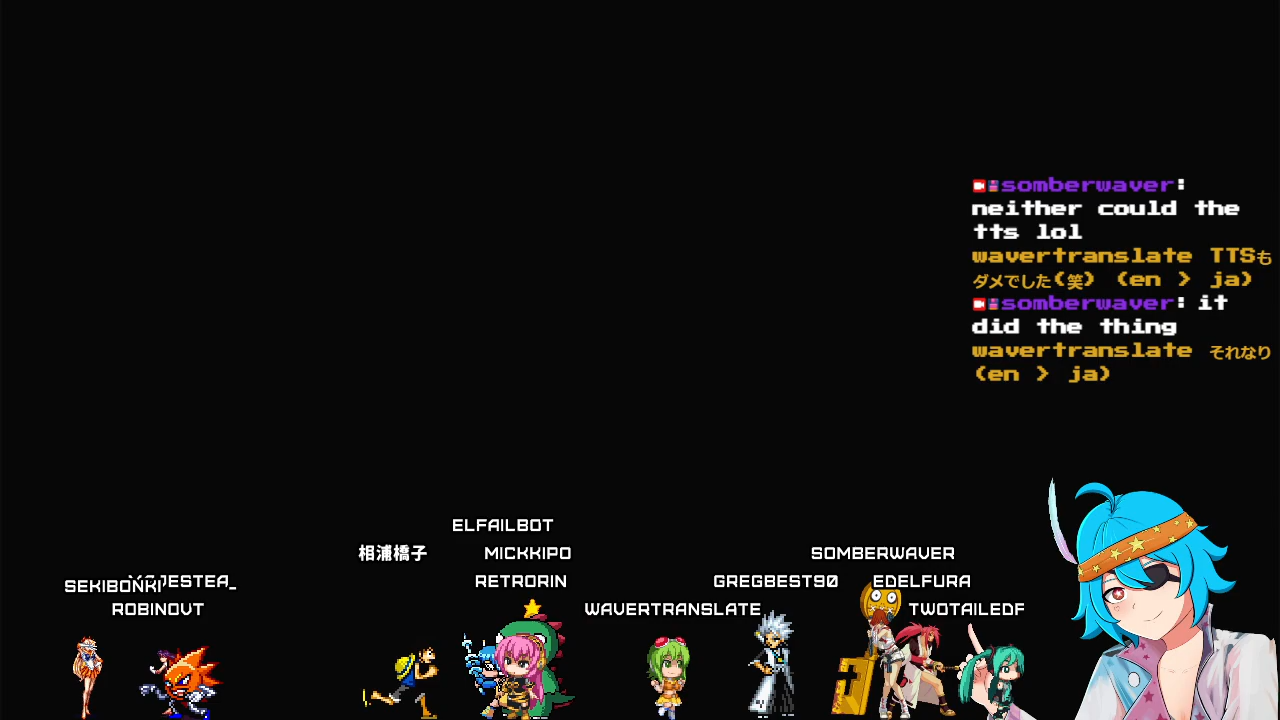 somberwaver:
neither could the
tts lol
wavertranslate TTSも
ダメでした(笑) (en > ja)
somberwaver: it
did the thing
wavertranslate それなり
(en > ja)
ELFAILBOT
相浦橋子 MICKKIPO SOMBERWAVER
SEKIBONKI JESTEA_ RETRORIN GREGBEST90 EDELFURA
ROBINOVT WAVERTRANSLATE TWOTAILEDF